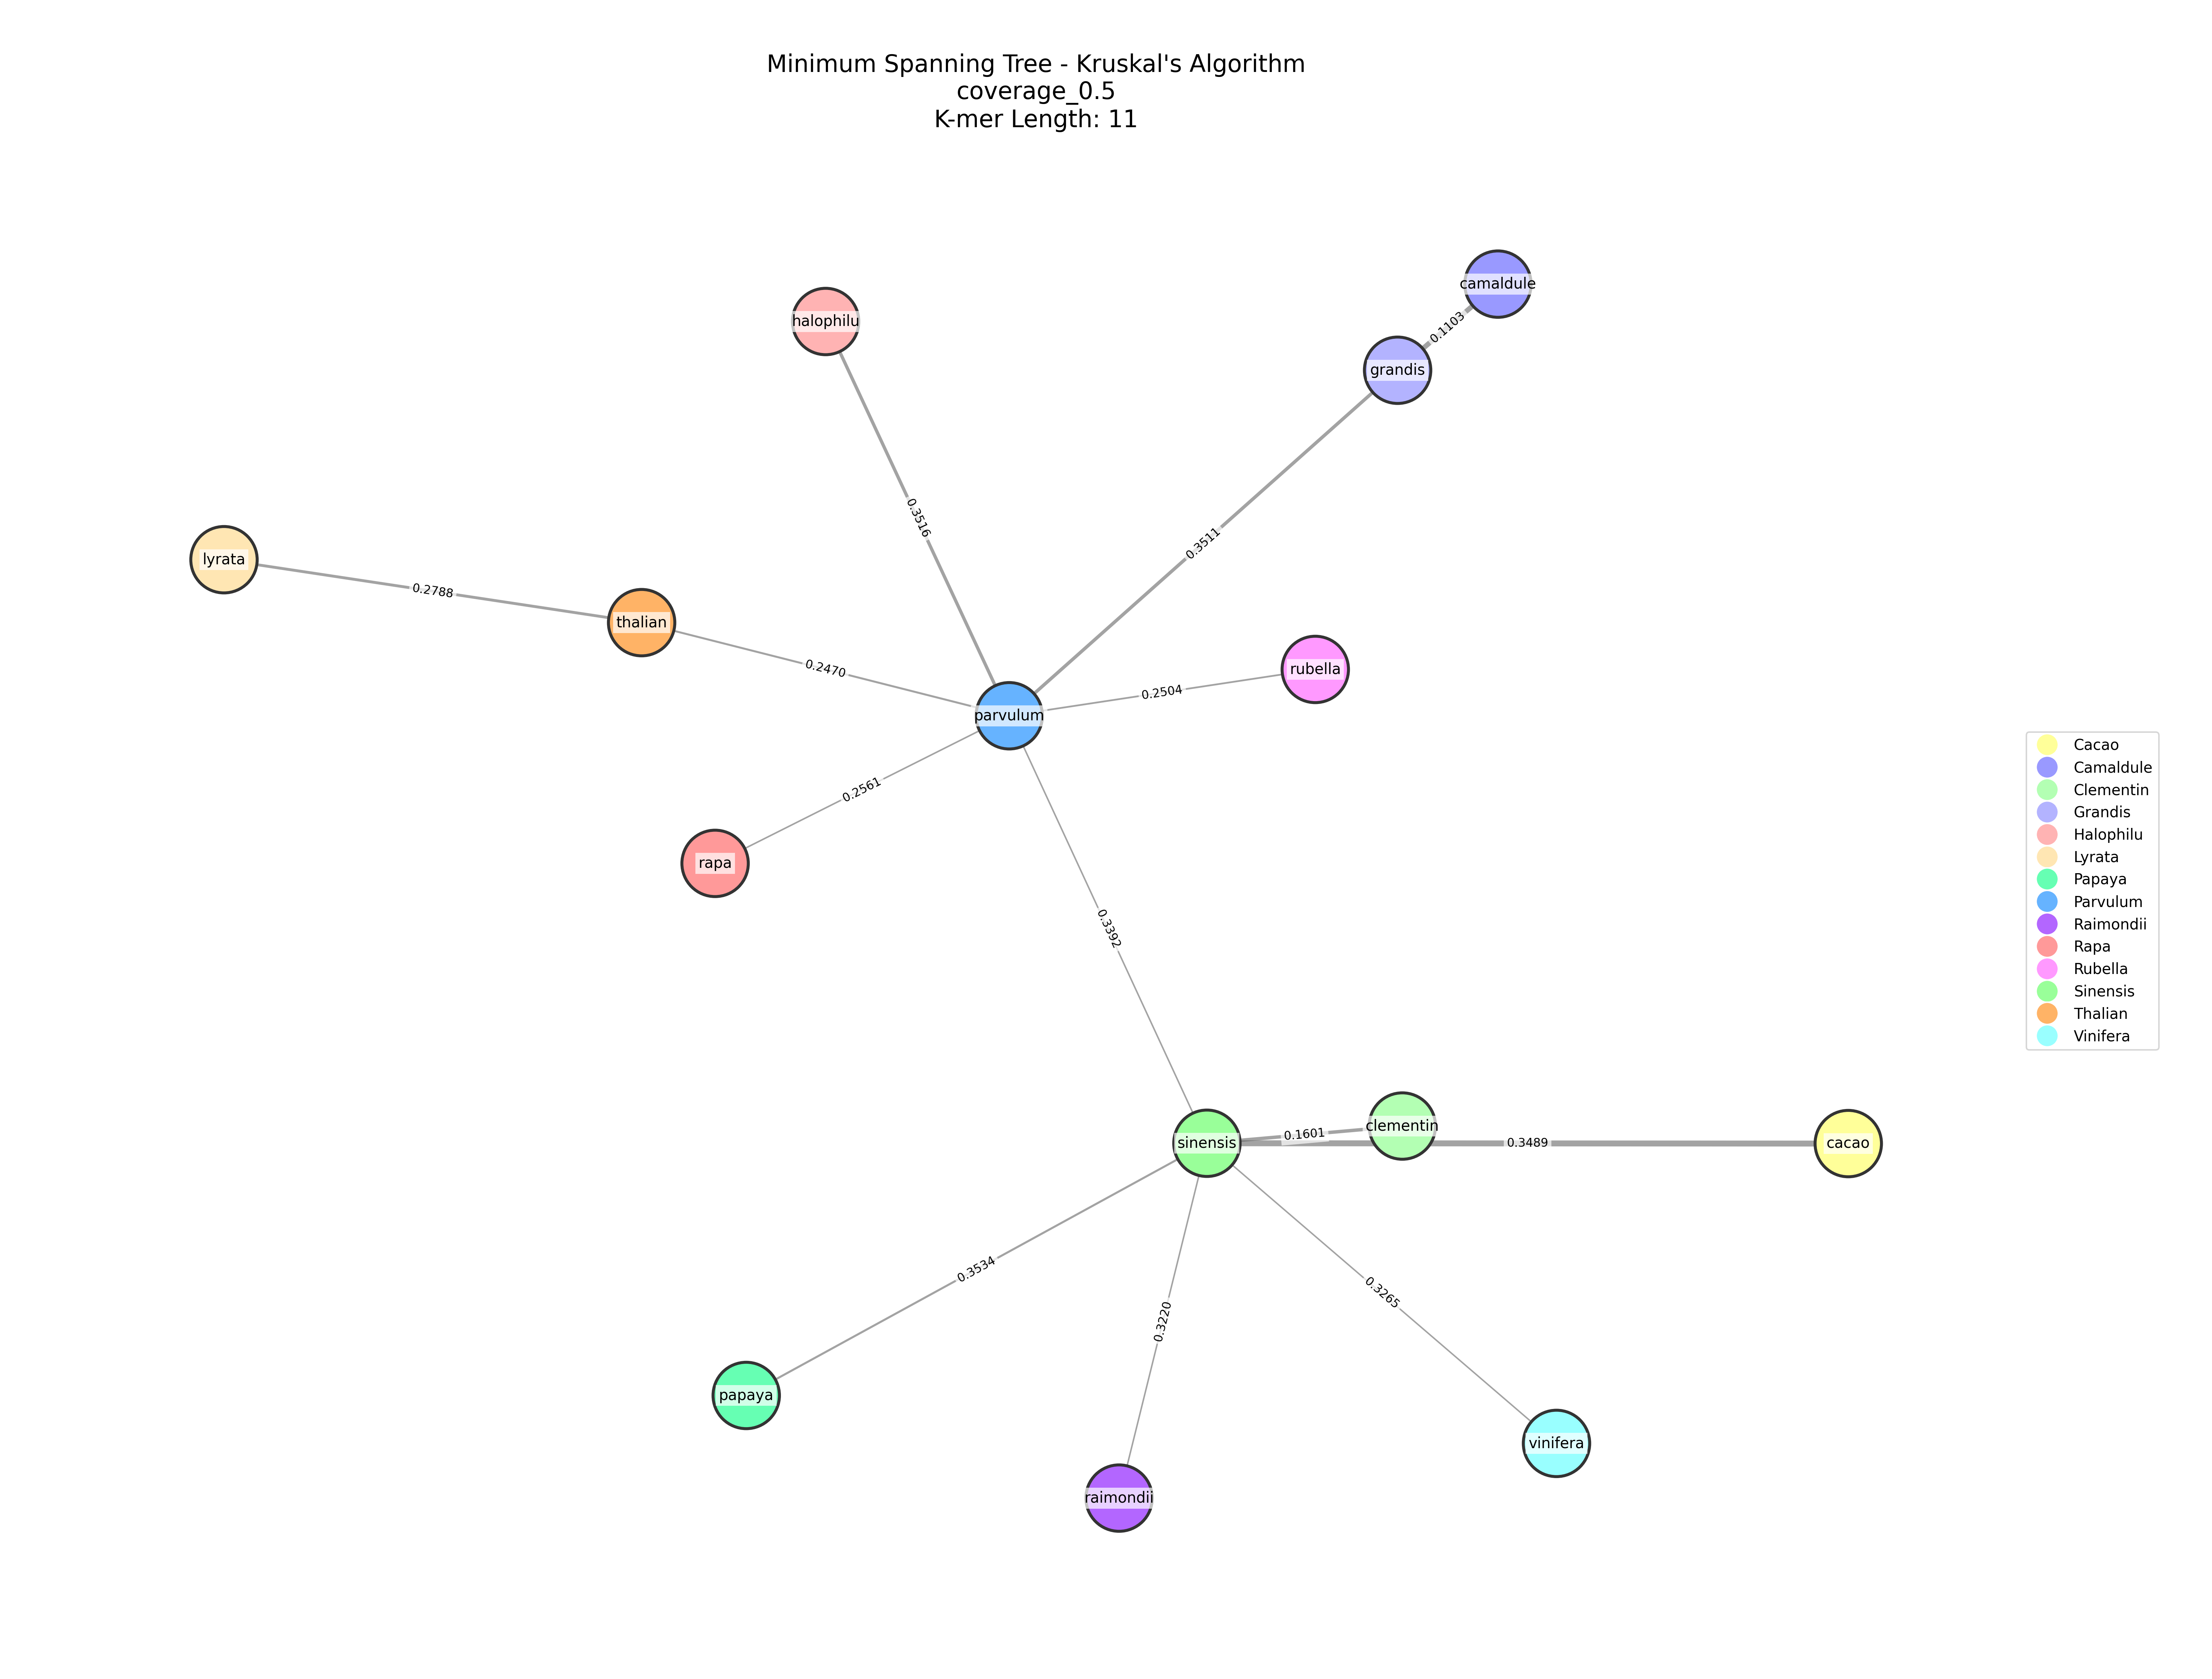 Minimum Spanning Tree - Kruskal's Algorithm
coverage_0.5
K-mer Length: 11
camaldule
halophilu
0.1103
grandis
0.3516
0.3511
lyrata
0.2788
thalian
0.2470
rubella
0.2504
parvulum
0.2561
rapa
0.3392
clementin
0.1601
sinensis
0.3489
cacao
0.3534
0.3265
0.3220
papaya
vinifera
raimondii
Cacao
Camaldule
Clementin
Grandis
Halophilu
Lyrata
Papaya
Parvulum
Raimondii
Rapa
Rubella
Sinensis
Thalian
Vinifera